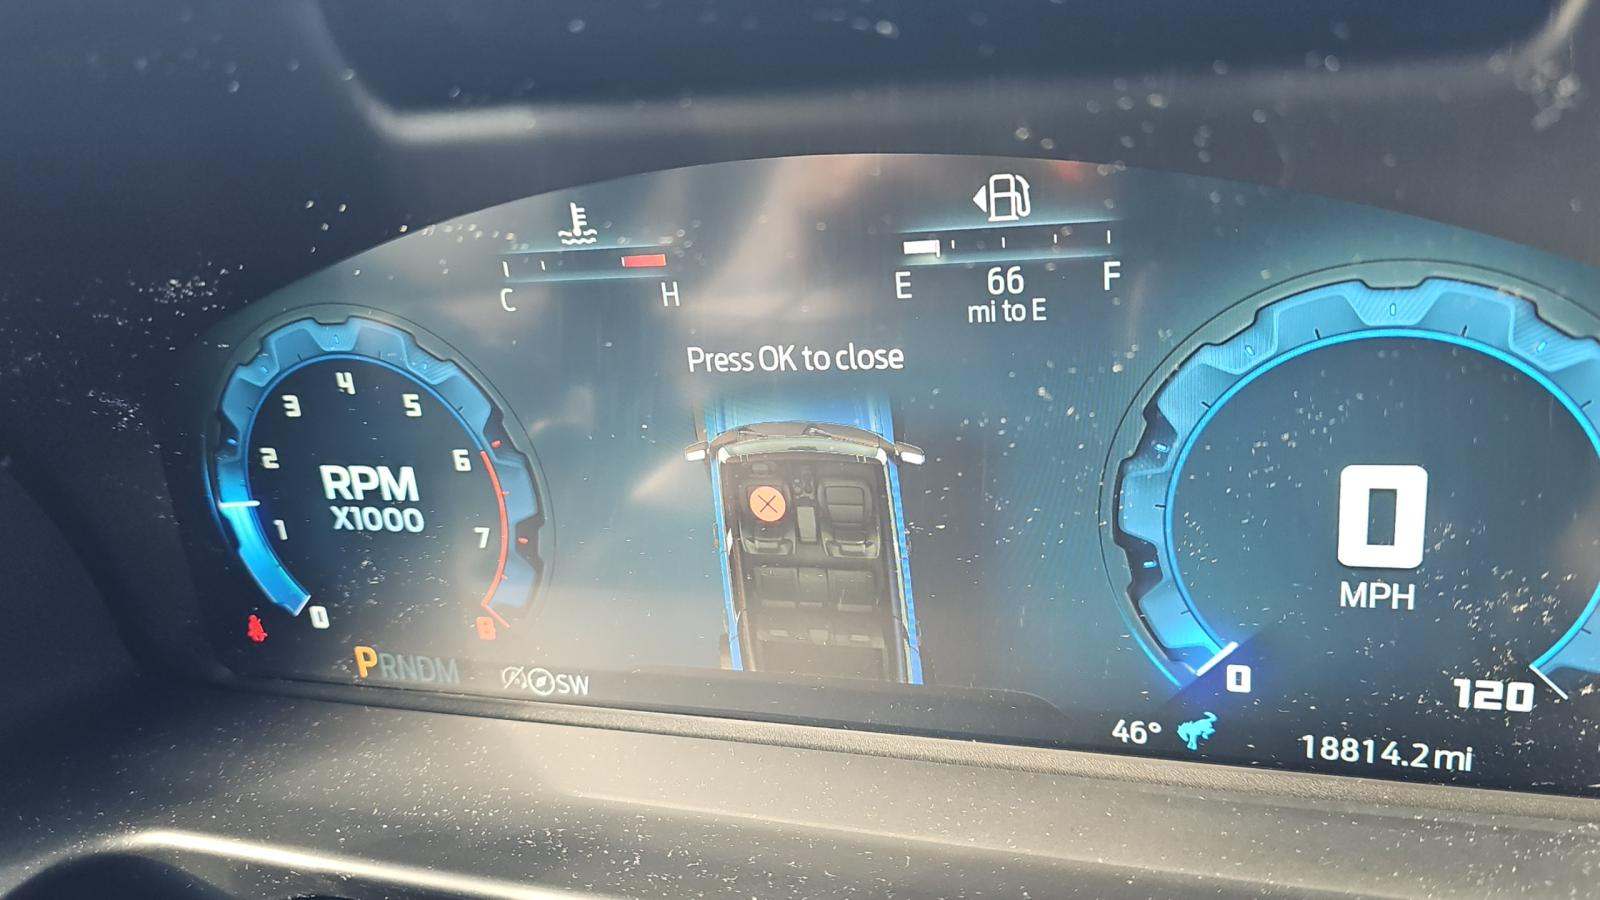 C H
E 66 F
mi to E
Press OK to close
0 1 2 3 4 5 6 7 8
RPM
X1000
PRNDM
SW
0
MPH
0 120
46°
18814.2 mi